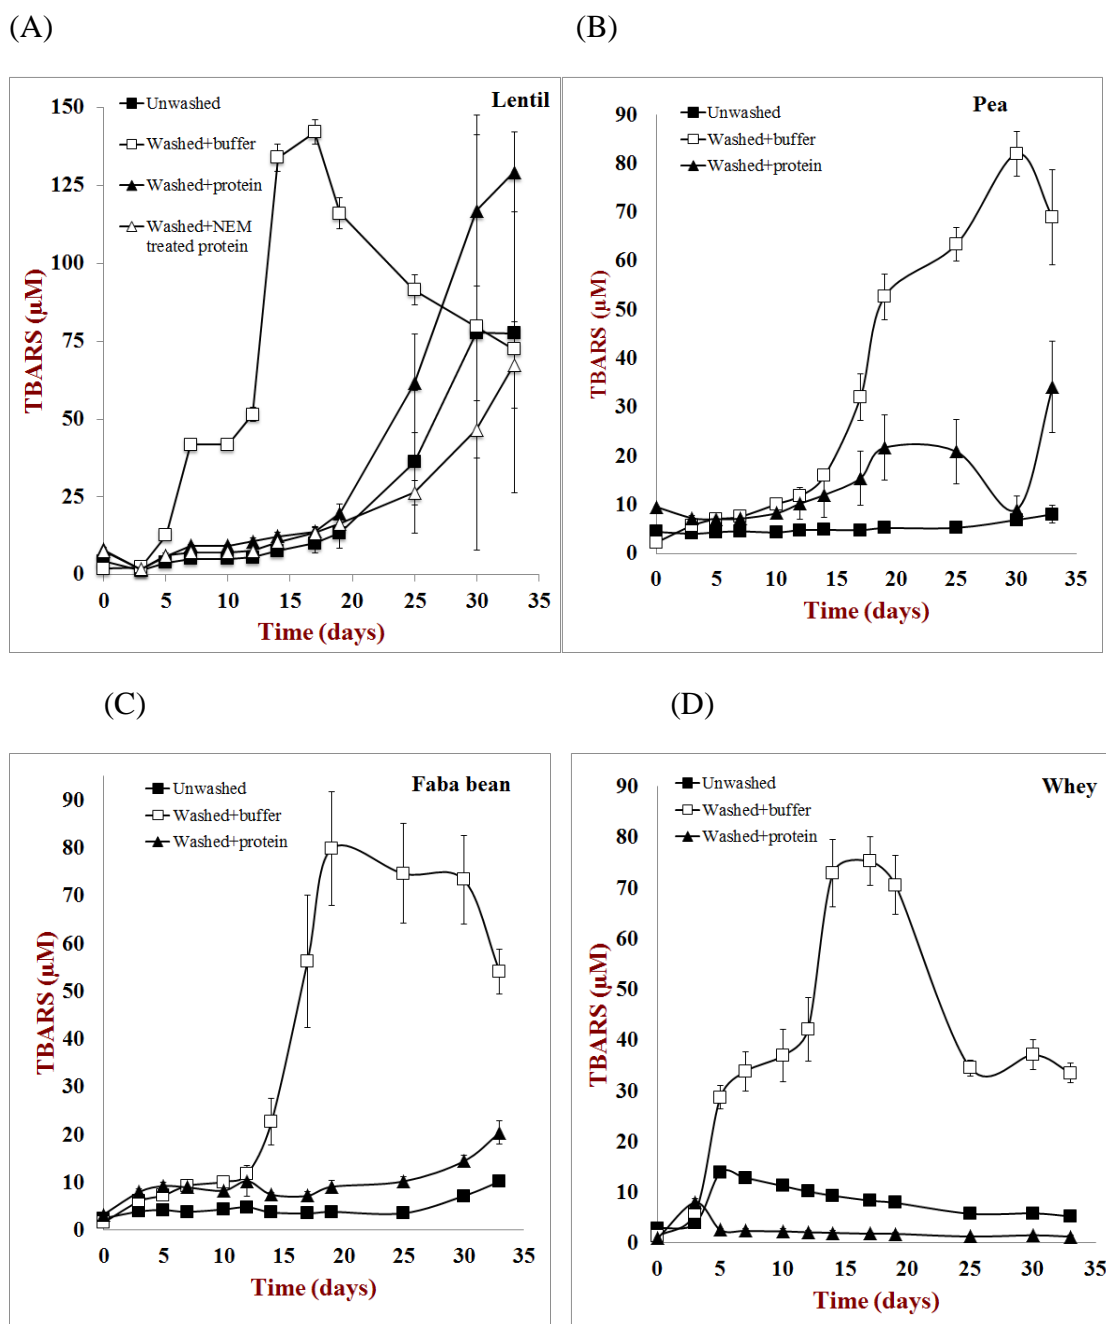 (A)
(B)
Lentil
Unwashed
Washed+buffer
Washed+protein
Washed+NEM
treated protein
TBARS (µM)
150
125
100
75
50
25
0
0 5 10 15 20 25 30 35
Time (days)
Pea
Unwashed
Washed+buffer
Washed+protein
TBARS (µM)
90
80
70
60
50
40
30
20
10
0
0 5 10 15 20 25 30 35
Time (days)
(C)
(D)
Faba bean
Unwashed
Washed+buffer
Washed+protein
TBARS (µM)
90
80
70
60
50
40
30
20
10
0
0 5 10 15 20 25 30 35
Time (days)
Whey
Unwashed
Washed+buffer
Washed+protein
TBARS (µM)
90
80
70
60
50
40
30
20
10
0
0 5 10 15 20 25 30 35
Time (days)